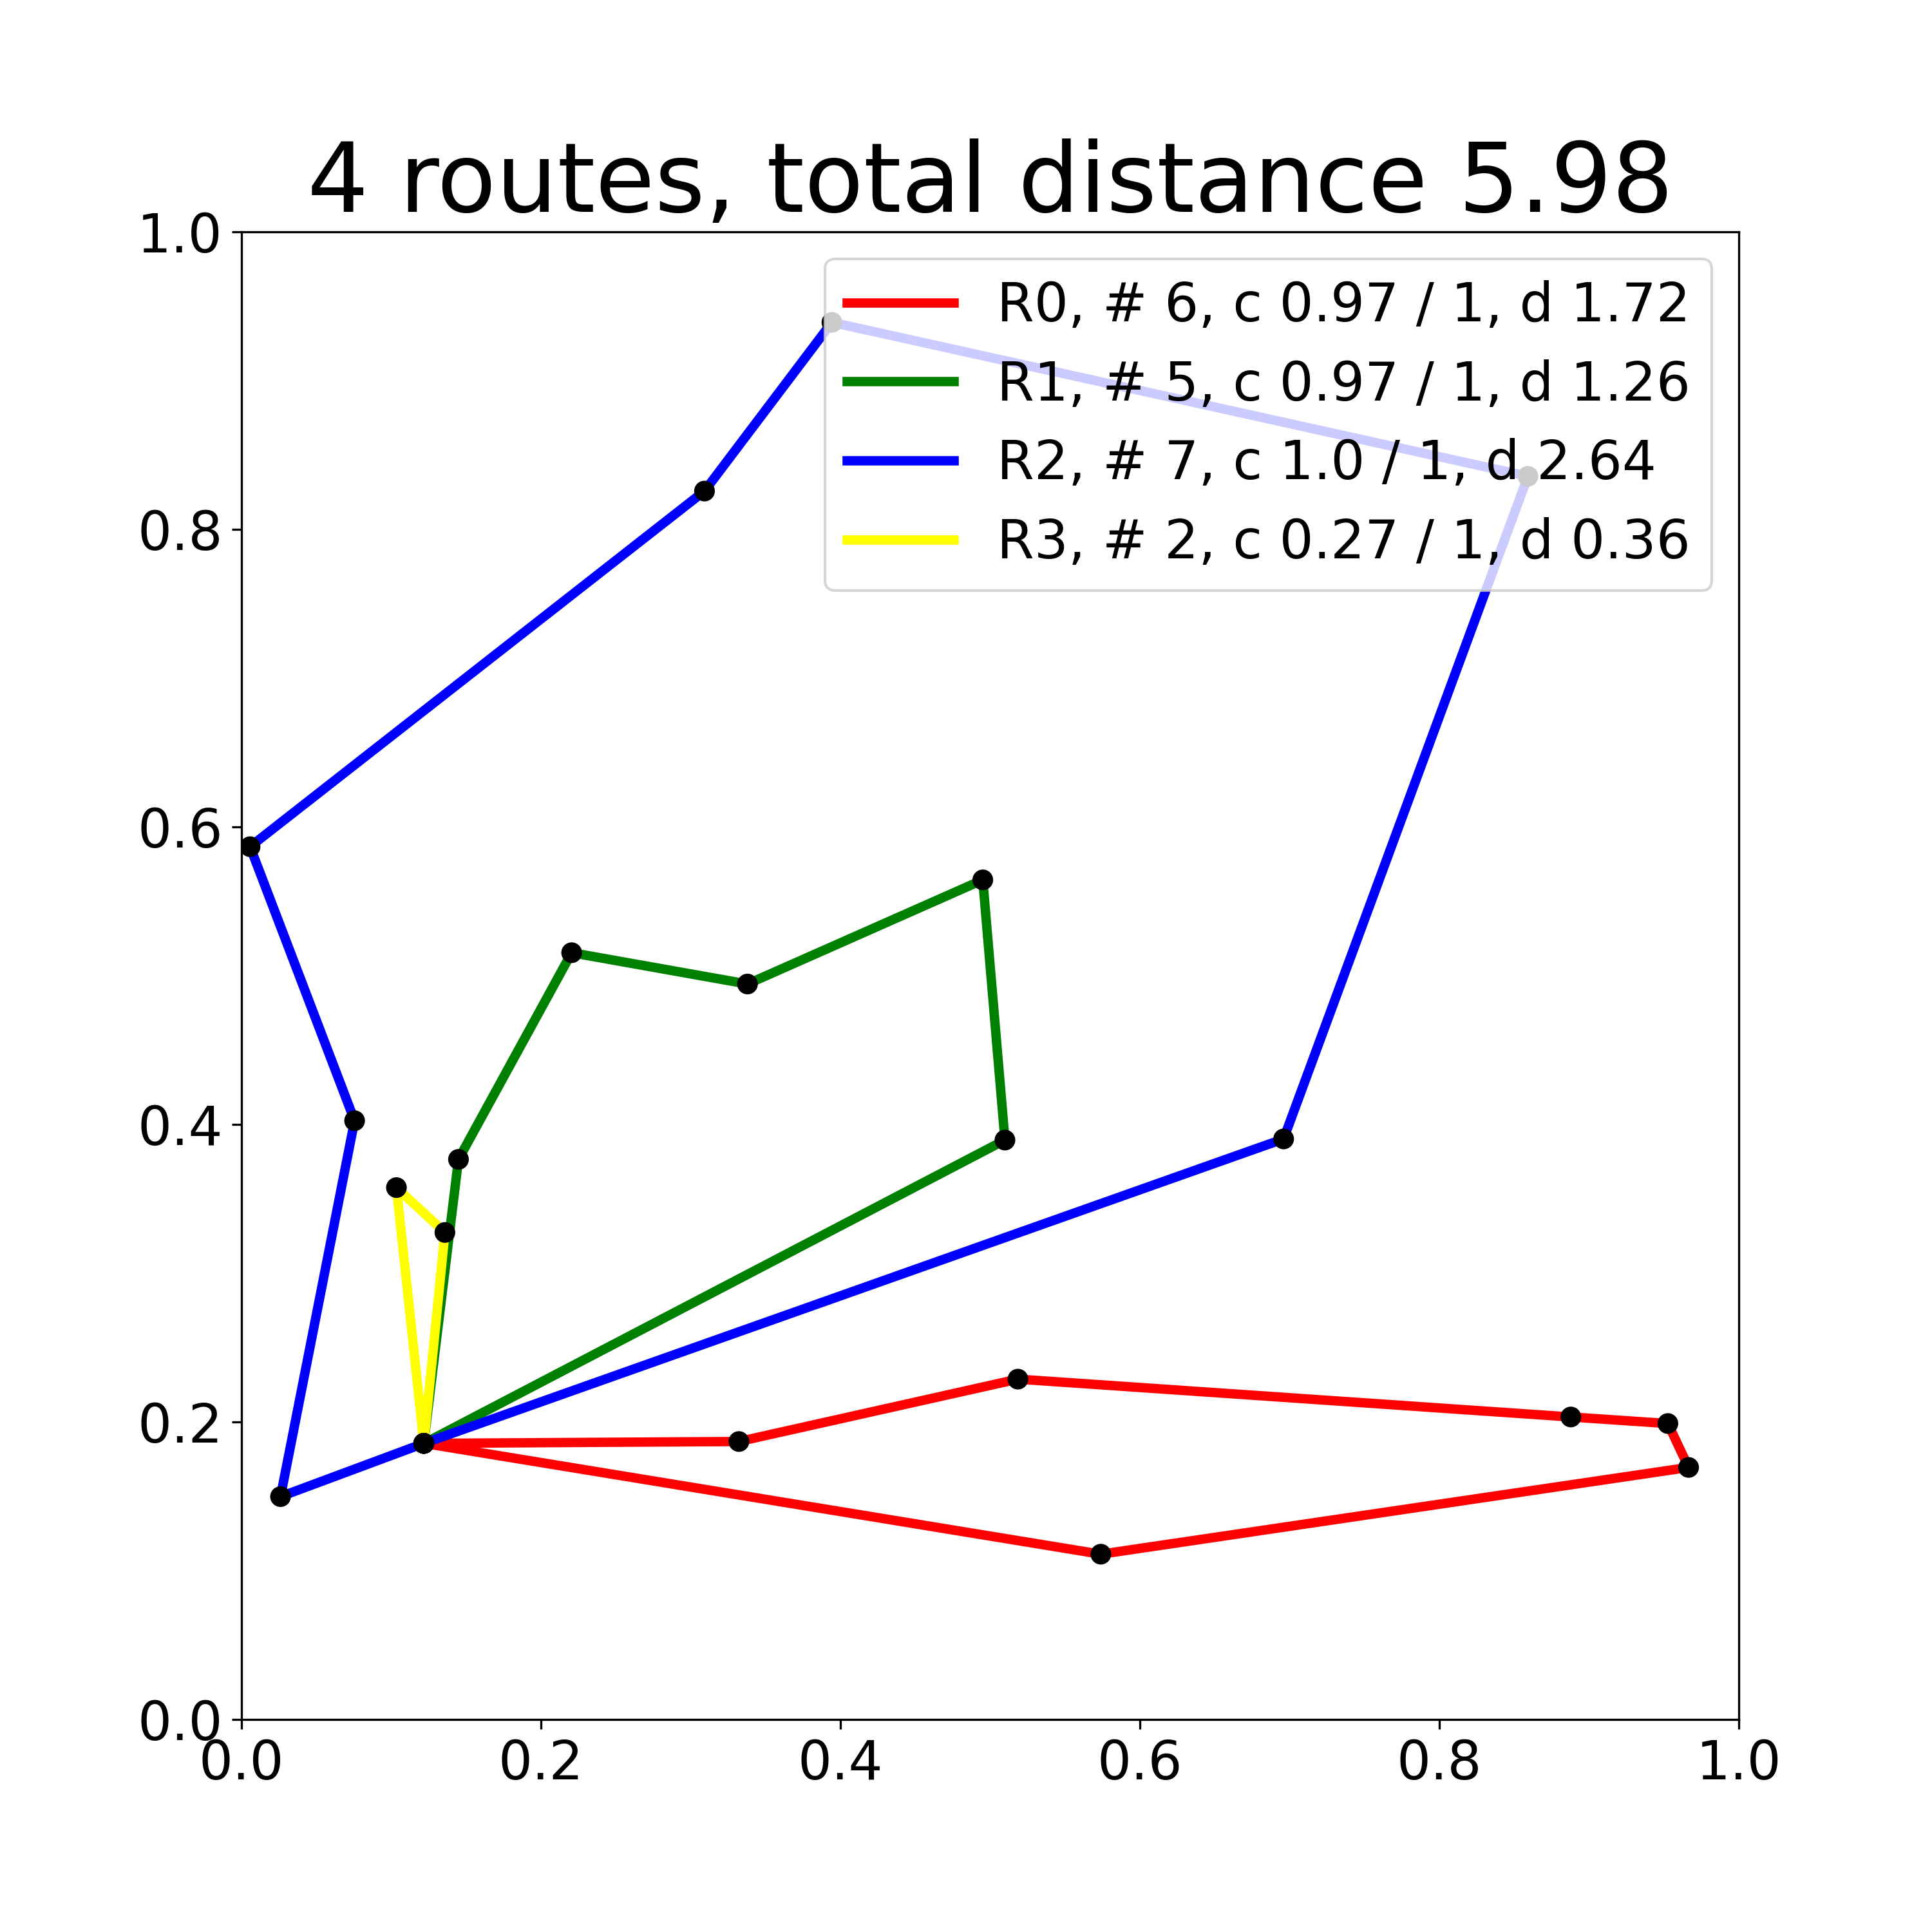 4 routes, total distance 5.98
R0, # 6, c 0.97 / 1, d 1.72
R1, # 5, c 0.97 / 1, d 1.26
R2, # 7, c 1.0 / 1, d 2.64
R3, # 2, c 0.27 / 1, d 0.36
1.0
0.8
0.6
0.4
0.2
0.0
0.0 0.2 0.4 0.6 0.8 1.0